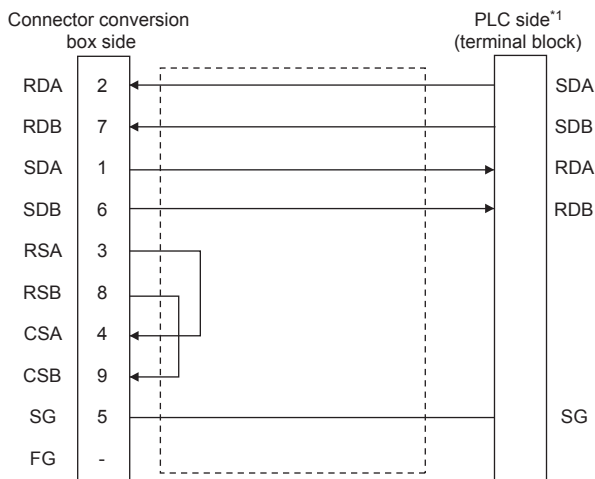 Connector conversion
box side
PLC side*1
(terminal block)
RDA 2 SDA
RDB 7 SDB
SDA 1 RDA
SDB 6 RDB
RSA 3
RSB 8
CSA 4
CSB 9
SG 5 SG
FG -